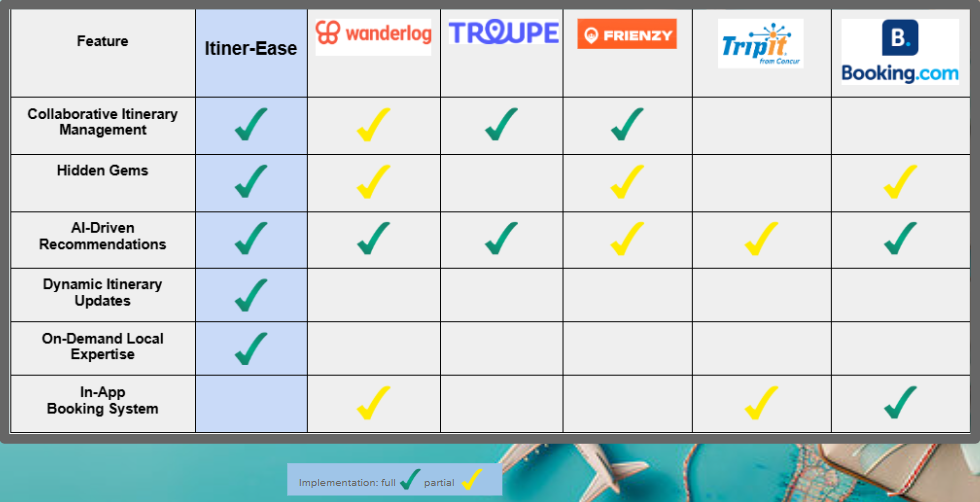 Feature
Itiner-Ease
wanderlog
TROUPE
FRIENZY
Tripit
from Concur
B.
Booking.com
Collaborative Itinerary
Management
Hidden Gems
AI-Driven
Recommendations
Dynamic Itinerary
Updates
On-Demand Local
Expertise
In-App
Booking System
Implementation: full partial